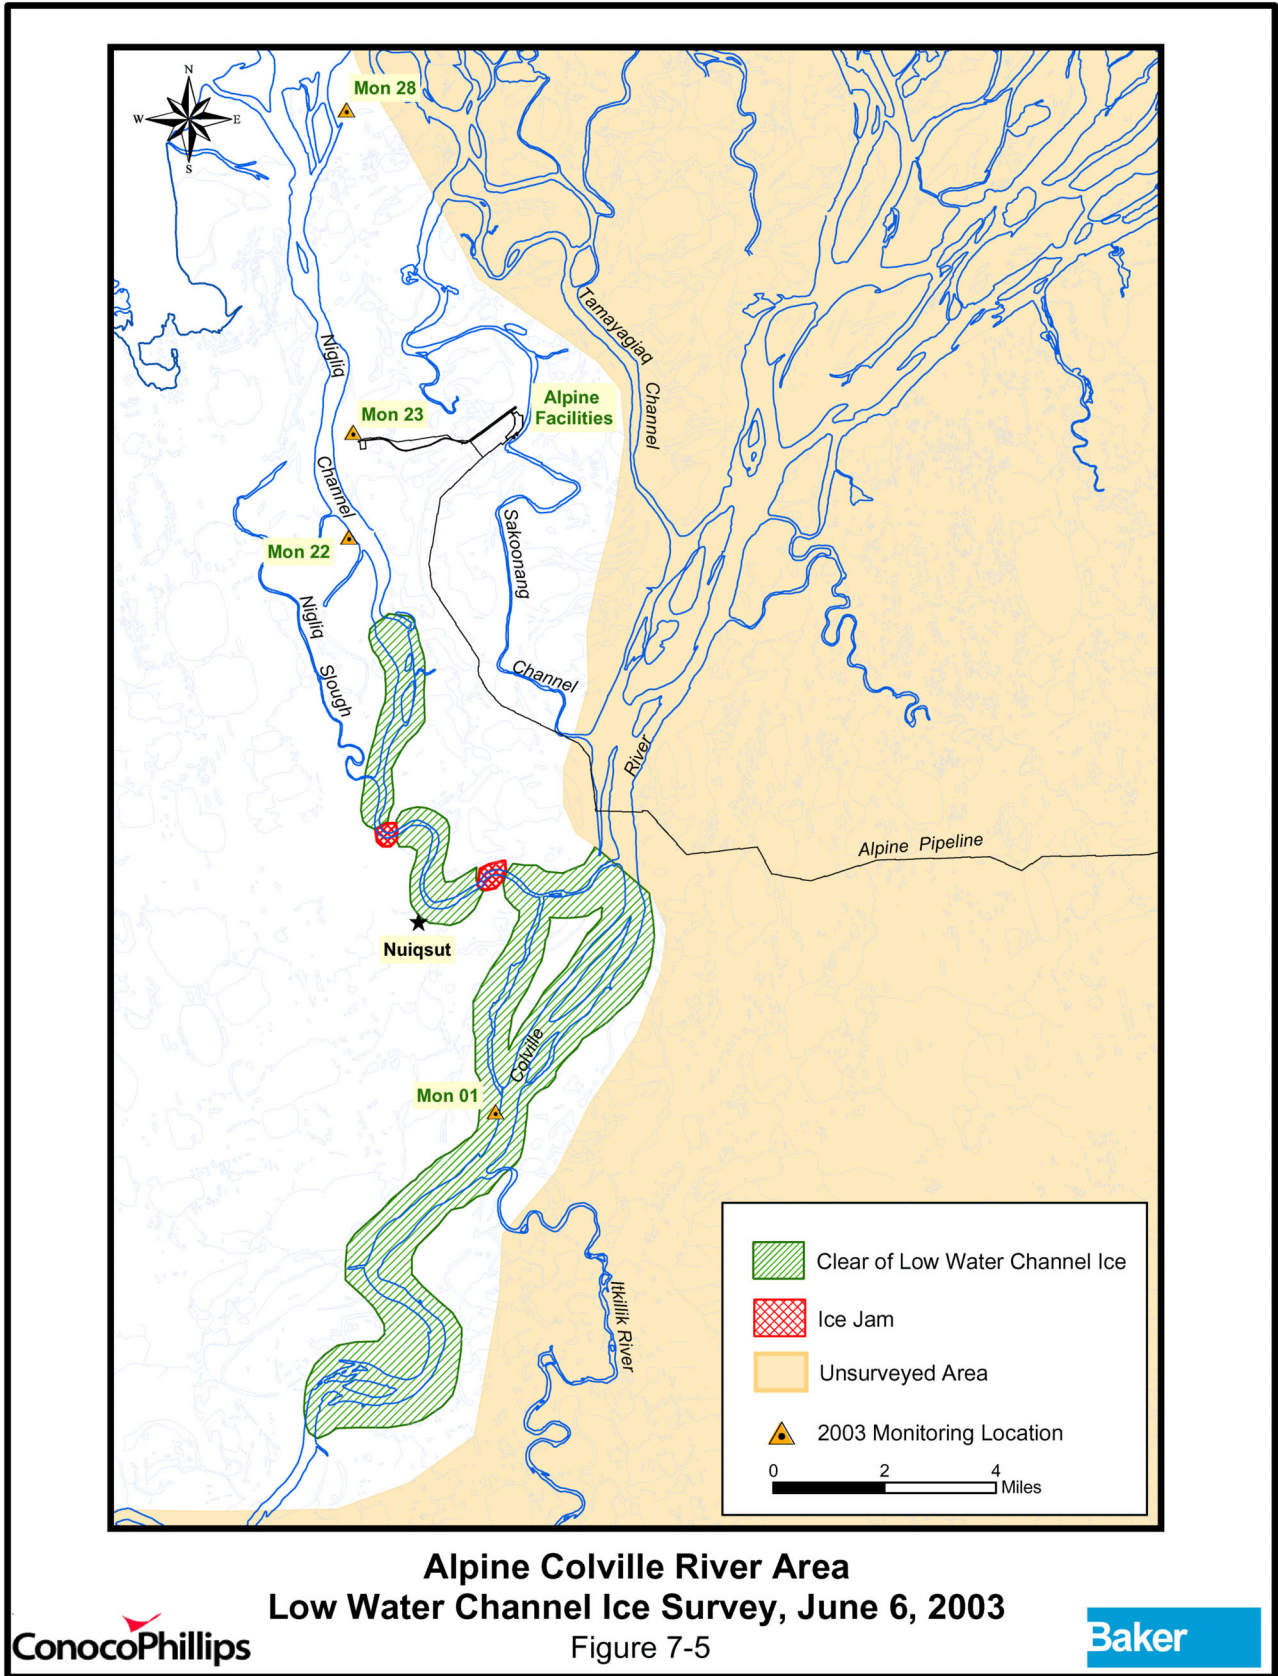 N
W
E
S
Mon 28
Tamayagiaq
Channel
Nigliq
Channel
Mon 23
Alpine
Facilities
Mon 22
Sakoonang
Channel
Nigliq
Slough
River
Alpine Pipeline
Nuiqsut
Colville
Mon 01
Itkillik River
Clear of Low Water Channel Ice
Ice Jam
Unsurveyed Area
2003 Monitoring Location
0 2 4
Miles
Alpine Colville River Area
Low Water Channel Ice Survey, June 6, 2003
Figure 7-5
ConocoPhillips
Baker